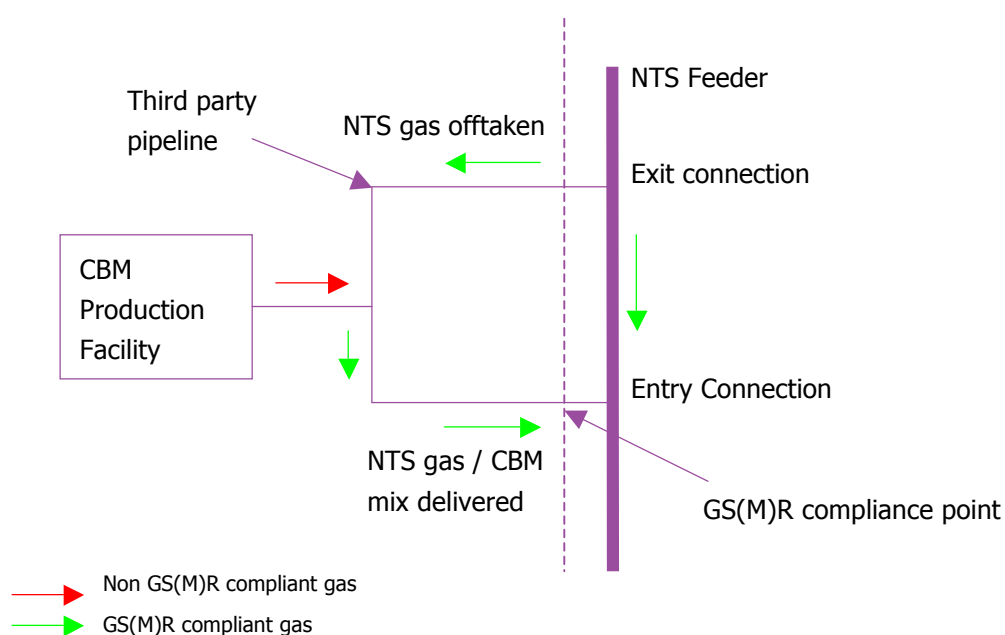 NTS Feeder
Third party
pipeline
NTS gas offtaken
Exit connection
CBM
Production
Facility
Entry Connection
NTS gas / CBM
mix delivered
GS(M)R compliance point
Non GS(M)R compliant gas
GS(M)R compliant gas